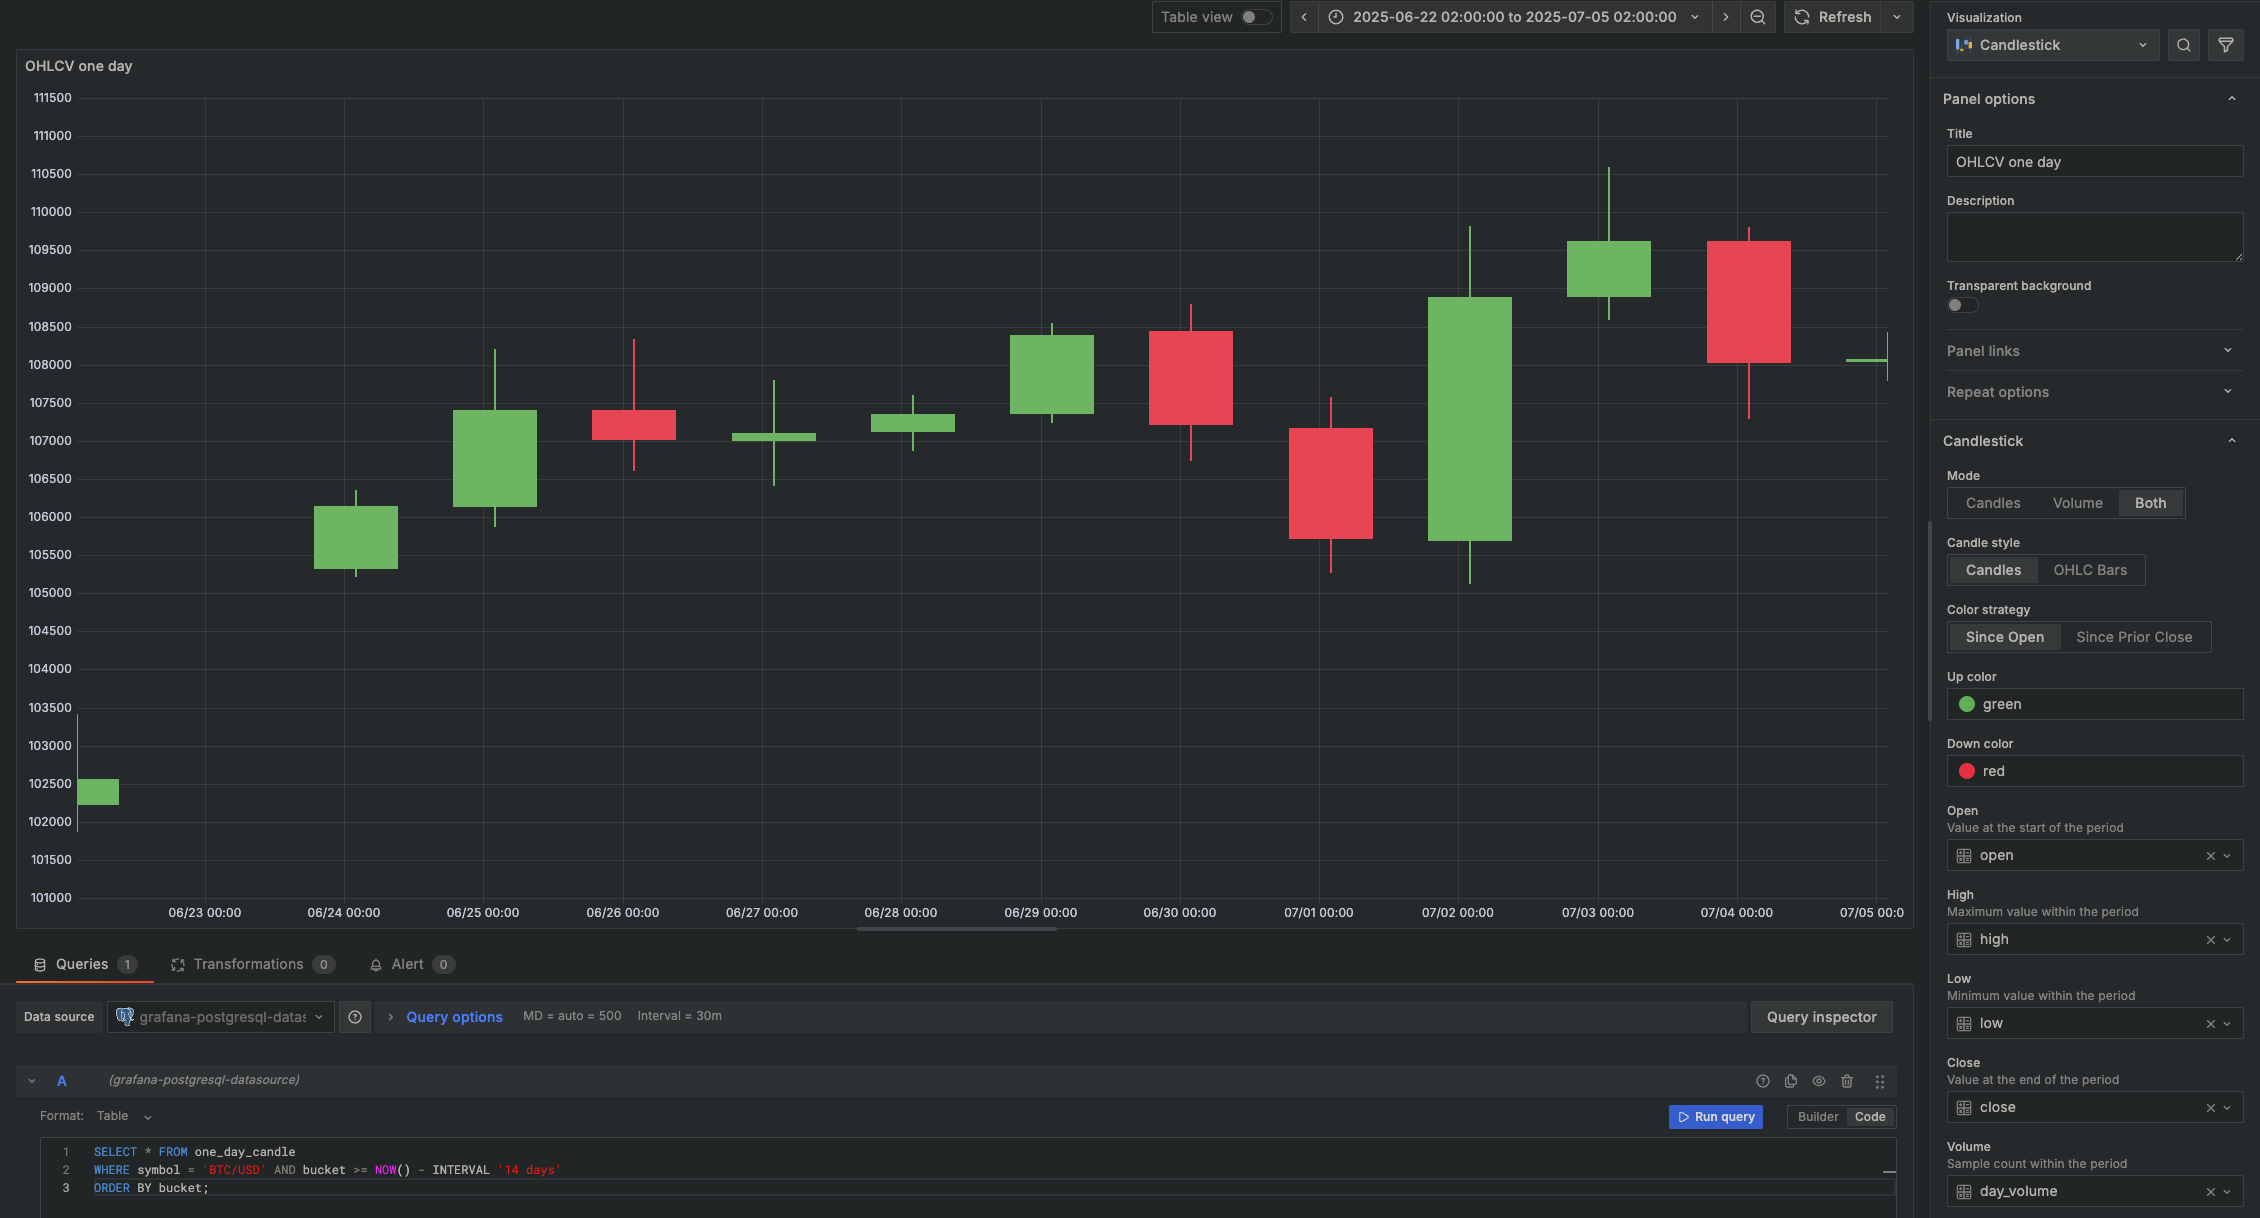 Table view
2025-06-22 02:00:00 to 2025-07-05 02:00:00
Refresh
OHLCV one day
111500
111000
110500
110000
109500
109000
108500
108000
107500
107000
106500
106000
105500
105000
104500
104000
103500
103000
102500
102000
101500
101000
06/23 00:00 06/24 00:00 06/25 00:00 06/26 00:00 06/27 00:00 06/28 00:00 06/29 00:00 06/30 00:00 07/01 00:00 07/02 00:00 07/03 00:00 07/04 00:00 07/05 00:0
Queries 1 Transformations 0 Alert 0
Data source grafana-postgresql-datas Query options MD = auto = 500 Interval = 30m Query inspector
A (grafana-postgresql-datasource)
Format: Table Run query Builder Code
1 SELECT * FROM one_day_candle
2 WHERE symbol = 'BTC/USD' AND bucket >= NOW() - INTERVAL '14 days'
3 ORDER BY bucket;
Visualization
Candlestick
Panel options
Title
OHLCV one day
Description
Transparent background
Panel links
Repeat options
Candlestick
Mode
Candles Volume Both
Candle style
Candles OHLC Bars
Color strategy
Since Open Since Prior Close
Up color
green
Down color
red
Open
Value at the start of the period
open
High
Maximum value within the period
high
Low
Minimum value within the period
low
Close
Value at the end of the period
close
Volume
Sample count within the period
day_volume